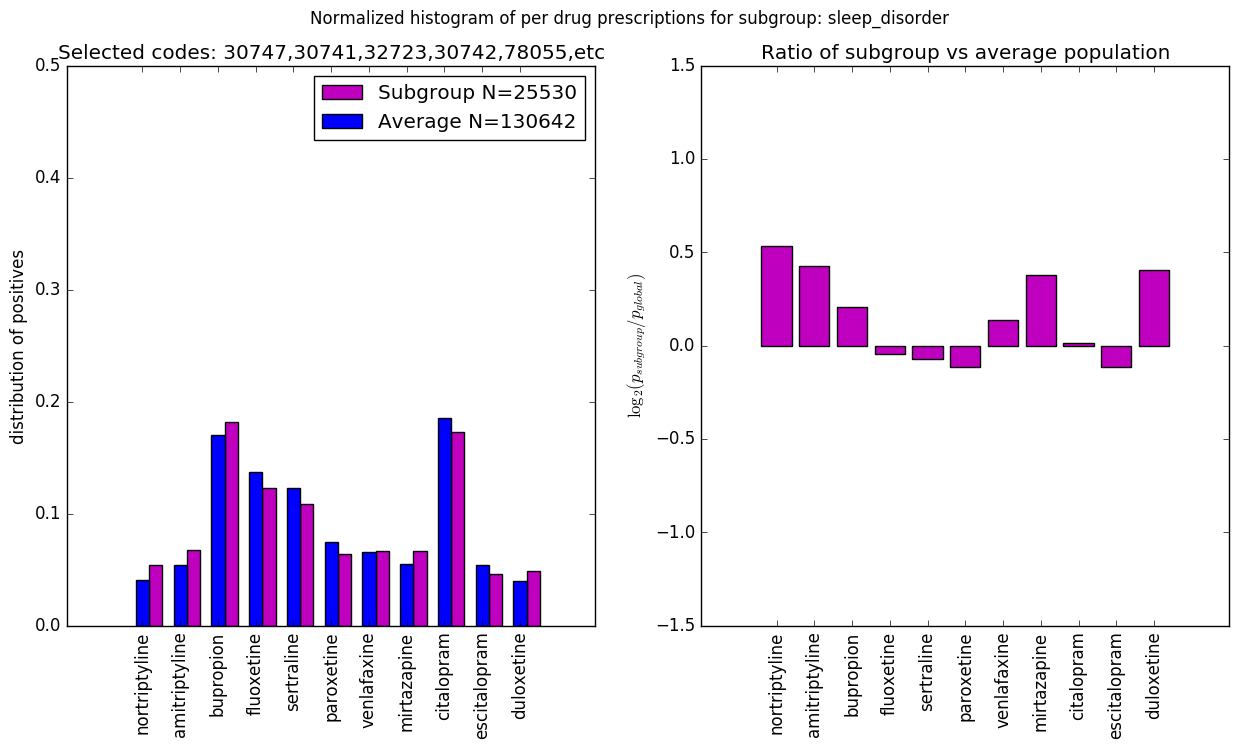 Normalized histogram of per drug prescriptions for subgroup: sleep_disorder
Selected codes: 30747,30741,32723,30742,78055,etc
distribution of positives
0.5
0.4
0.3
0.2
0.1
0.0
Subgroup N=25530
Average N=130642
nortriptyline
amitriptyline
bupropion
fluoxetine
sertraline
paroxetine
venlafaxine
mirtazapine
citalopram
escitalopram
duloxetine
Ratio of subgroup vs average population
log2(psubgroup/pglobal)
1.5
1.0
0.5
0.0
−0.5
−1.0
−1.5
nortriptyline
amitriptyline
bupropion
fluoxetine
sertraline
paroxetine
venlafaxine
mirtazapine
citalopram
escitalopram
duloxetine